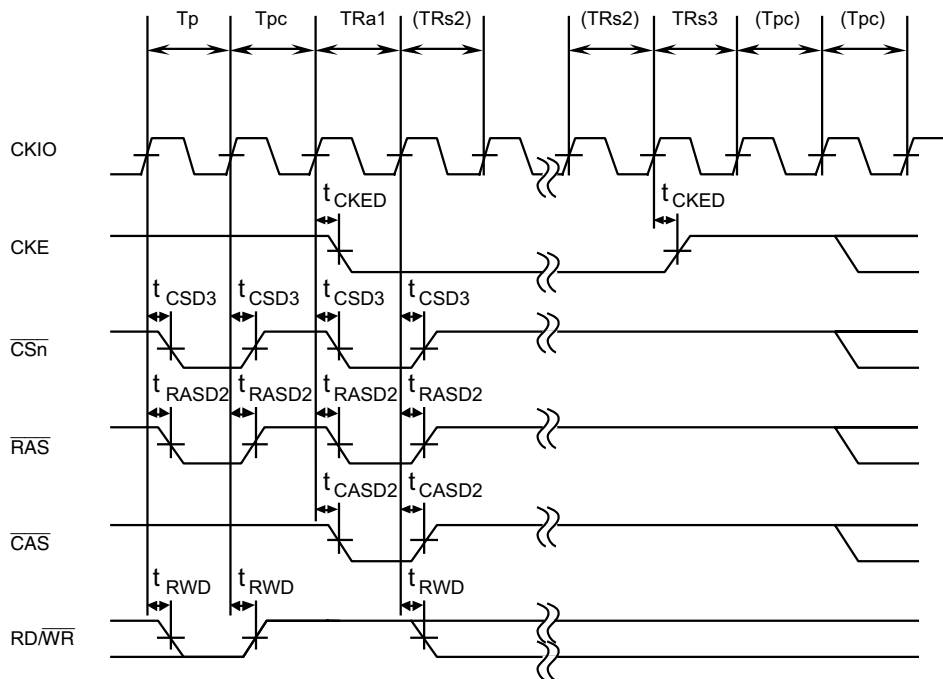 Tp Tpc TRa1 (TRs2) (TRs2) TRs3 (Tpc) (Tpc)
CKIO
tCKED tCKED
CKE
tCSD3 tCSD3 tCSD3 tCSD3
CSn
tRASD2 tRASD2 tRASD2 tRASD2
RAS
tCASD2 tCASD2
CAS
tRWD tRWD tRWD
RD/WR